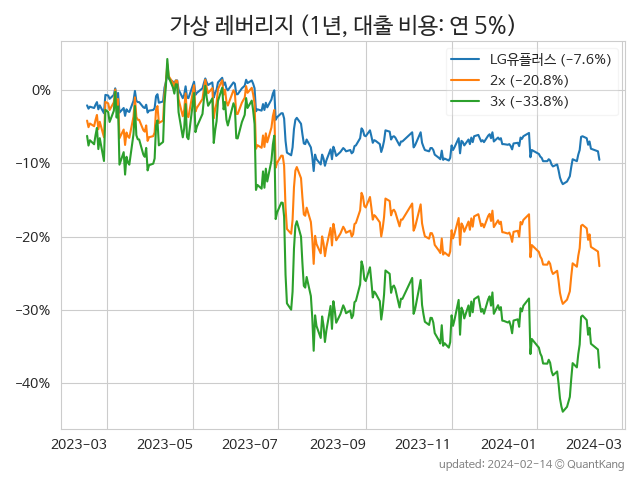 가상 레버리지 (1년, 대출 비용: 연 5%)
LG유플러스 (−7.6%)
2x (−20.8%)
3x (−33.8%)
0%
−10%
−20%
−30%
−40%
2023-03 2023-05 2023-07 2023-09 2023-11 2024-01 2024-03
updated: 2024-02-14 © QuantKang